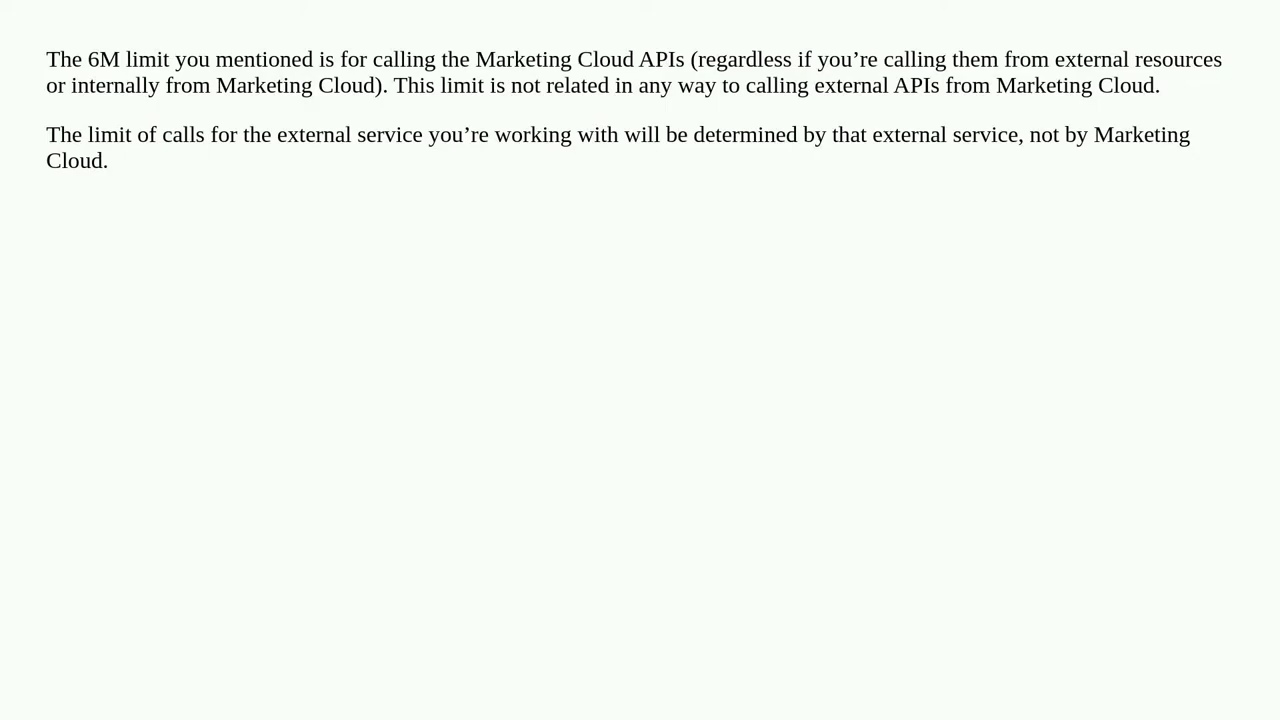 The 6M limit you mentioned is for calling the Marketing Cloud APIs (regardless if you’re calling them from external resources
or internally from Marketing Cloud). This limit is not related in any way to calling external APIs from Marketing Cloud.
The limit of calls for the external service you’re working with will be determined by that external service, not by Marketing
Cloud.